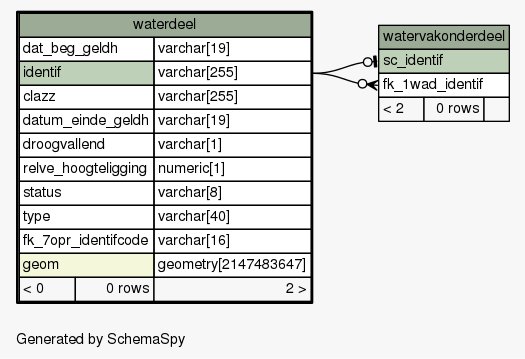 waterdeel
dat_beg_geldh varchar[19]
identif varchar[255]
clazz varchar[255]
datum_einde_geldh varchar[19]
droogvallend varchar[1]
relve_hoogteligging numeric[1]
status varchar[8]
type varchar[40]
fk_7opr_identifcode varchar[16]
geom geometry[2147483647]
< 0 0 rows 2 >
watervakonderdeel
sc_identif
fk_1wad_identif
< 2 0 rows
Generated by SchemaSpy